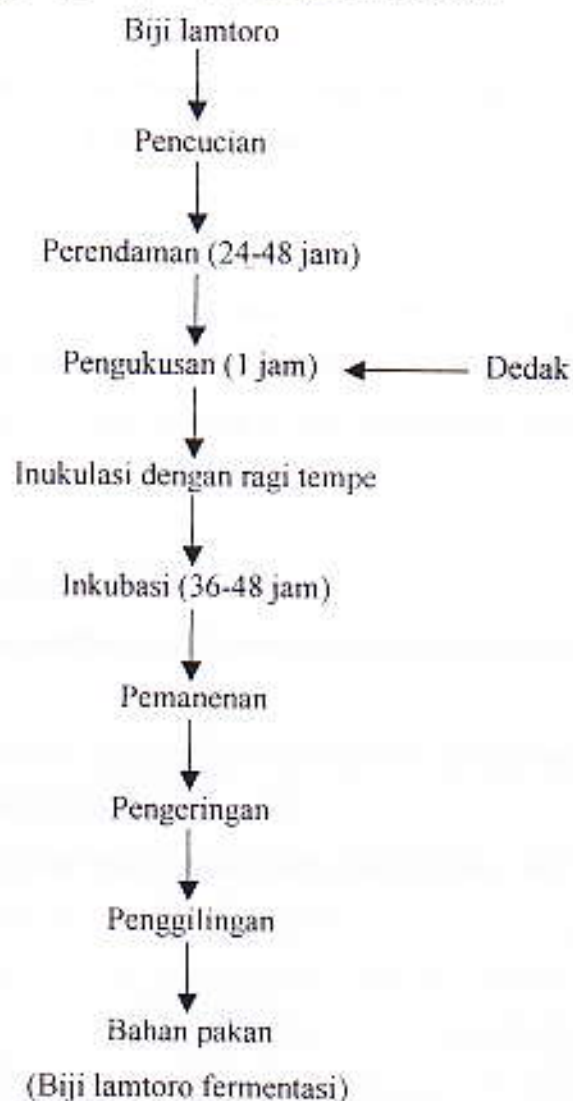 Biji lamtoro
Pencucian
Perendaman (24-48 jam)
Pengukusan (1 jam) Dedak
Inukulasi dengan ragi tempe
Inkubasi (36-48 jam)
Pemanenan
Pengeringan
Penggilingan
Bahan pakan
(Biji lamtoro fermentasi)